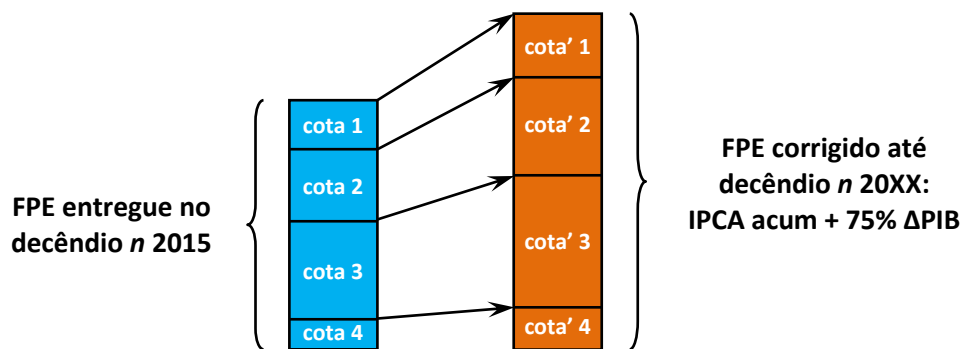 FPE entregue no
decêndio n 2015
cota 1
cota 2
cota 3
cota 4
cota’ 1
cota’ 2
cota’ 3
cota’ 4
FPE corrigido até
decêndio n 20XX:
IPCA acum + 75% ΔPIB